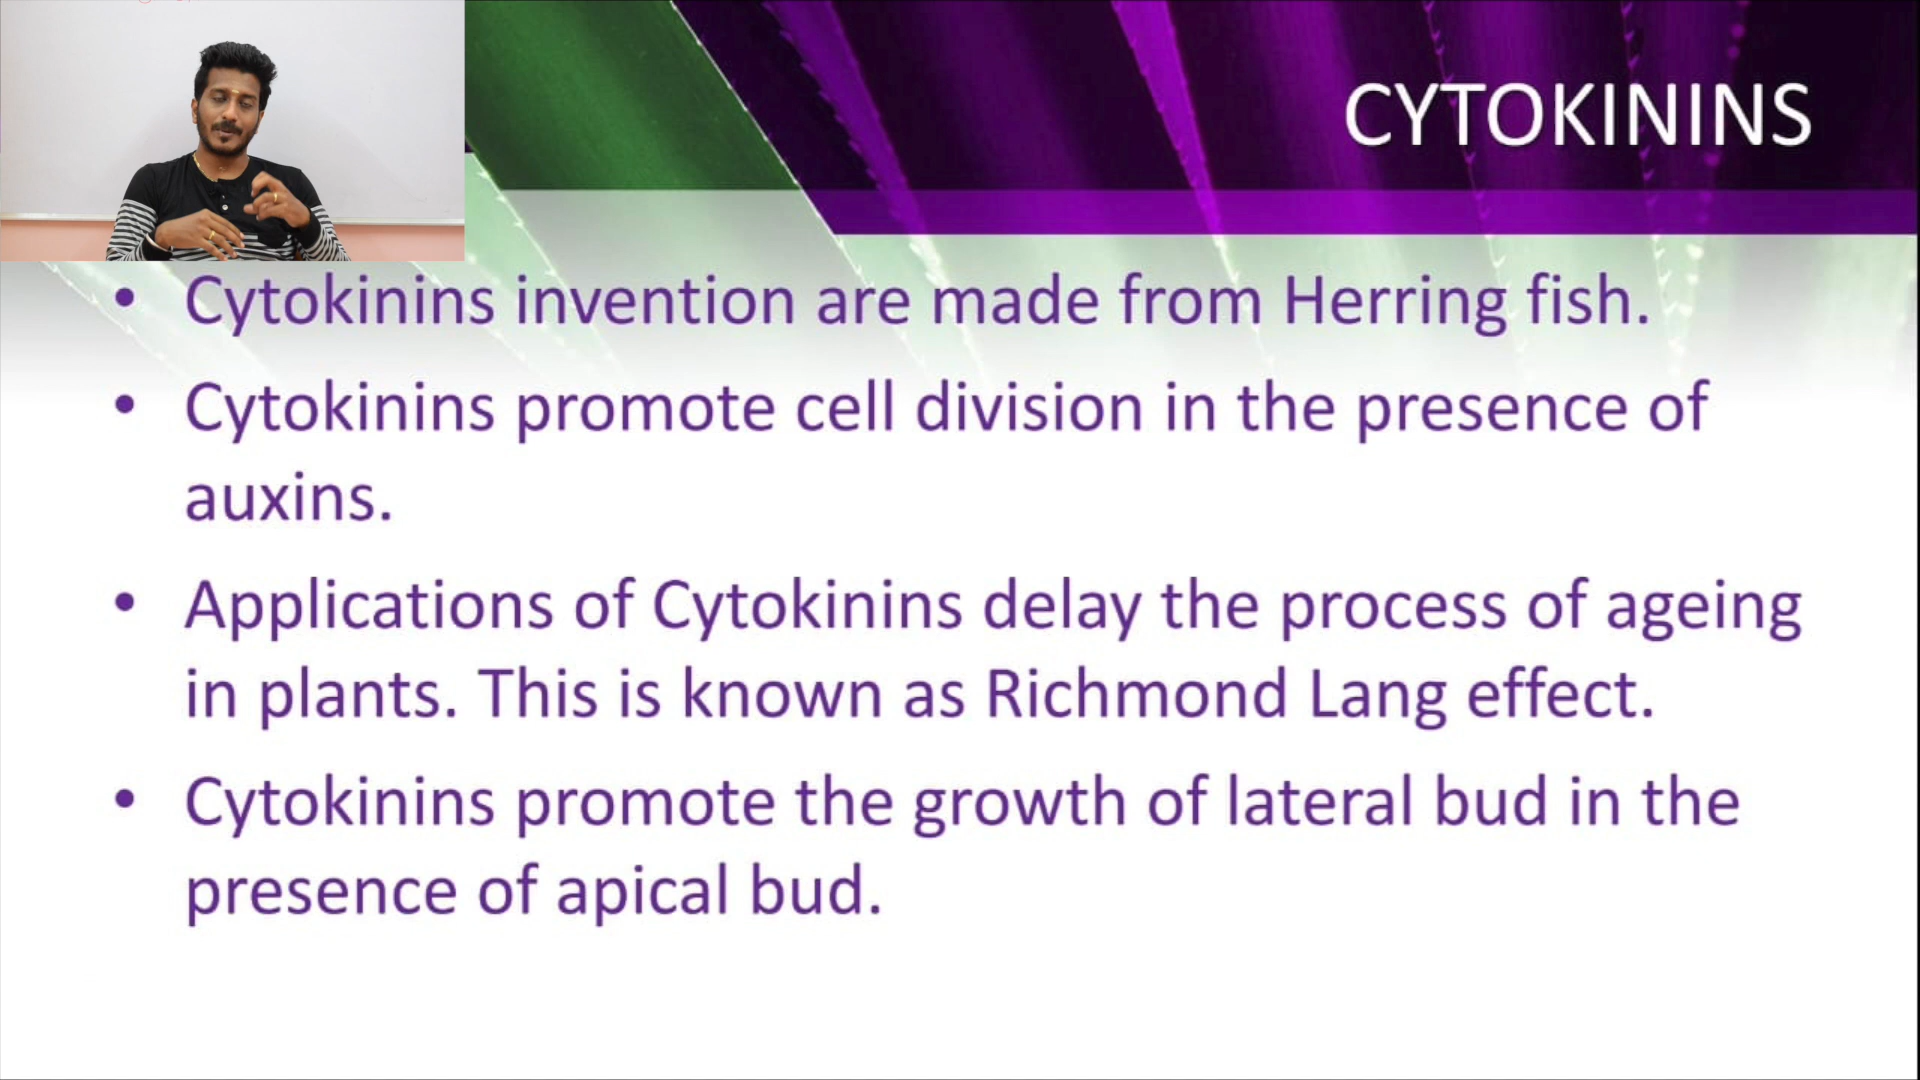 CYTOKININS
• Cytokinins invention are made from Herring fish.
• Cytokinins promote cell division in the presence of
auxins.
• Applications of Cytokinins delay the process of ageing
in plants. This is known as Richmond Lang effect.
• Cytokinins promote the growth of lateral bud in the
presence of apical bud.